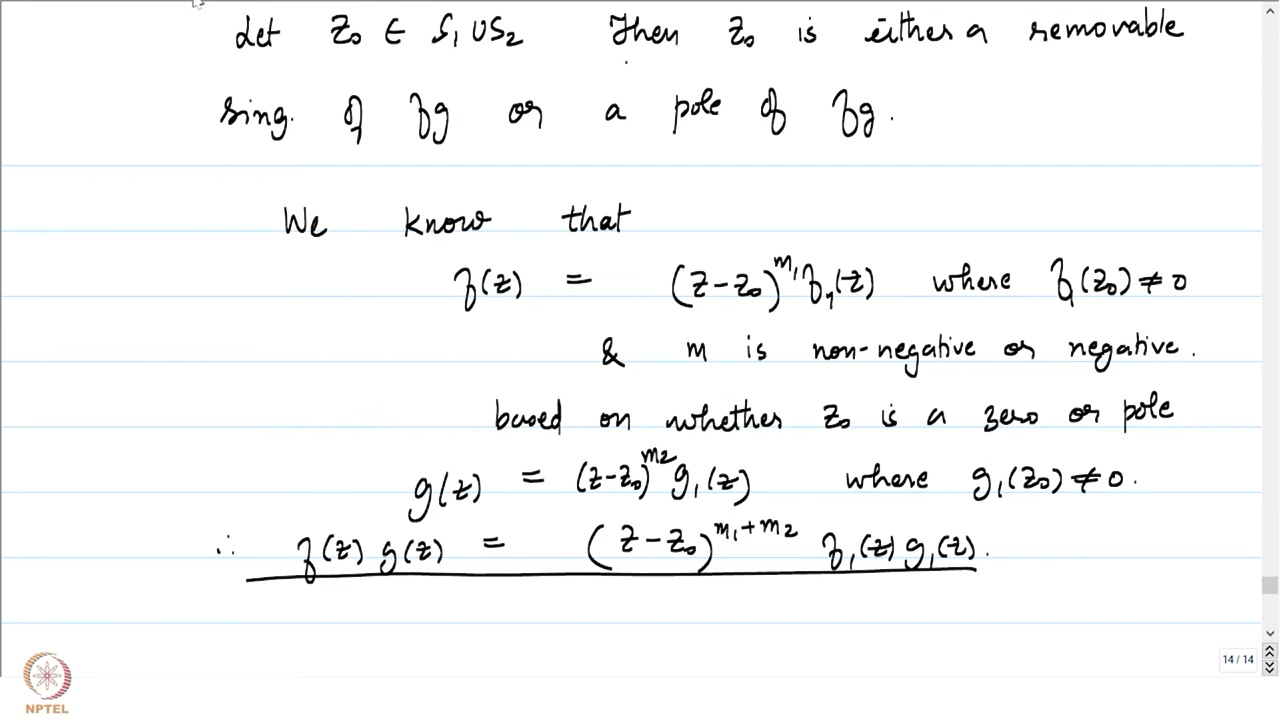 Let z₀ ∈ S₁ ∪ S₂ Then z₀ is either a removable
sing. of fg or a pole of fg.
We know that
f(z) = (z-z₀)^m₁ f₁(z) where f₁(z₀) ≠ 0
& m is non-negative or negative.
based on whether z₀ is a zero or pole
g(z) = (z-z₀)^m₂ g₁(z) where g₁(z₀) ≠ 0.
∴ f(z) g(z) = (z-z₀)^m₁+m₂ f₁(z) g₁(z).
14 / 14
NPTEL